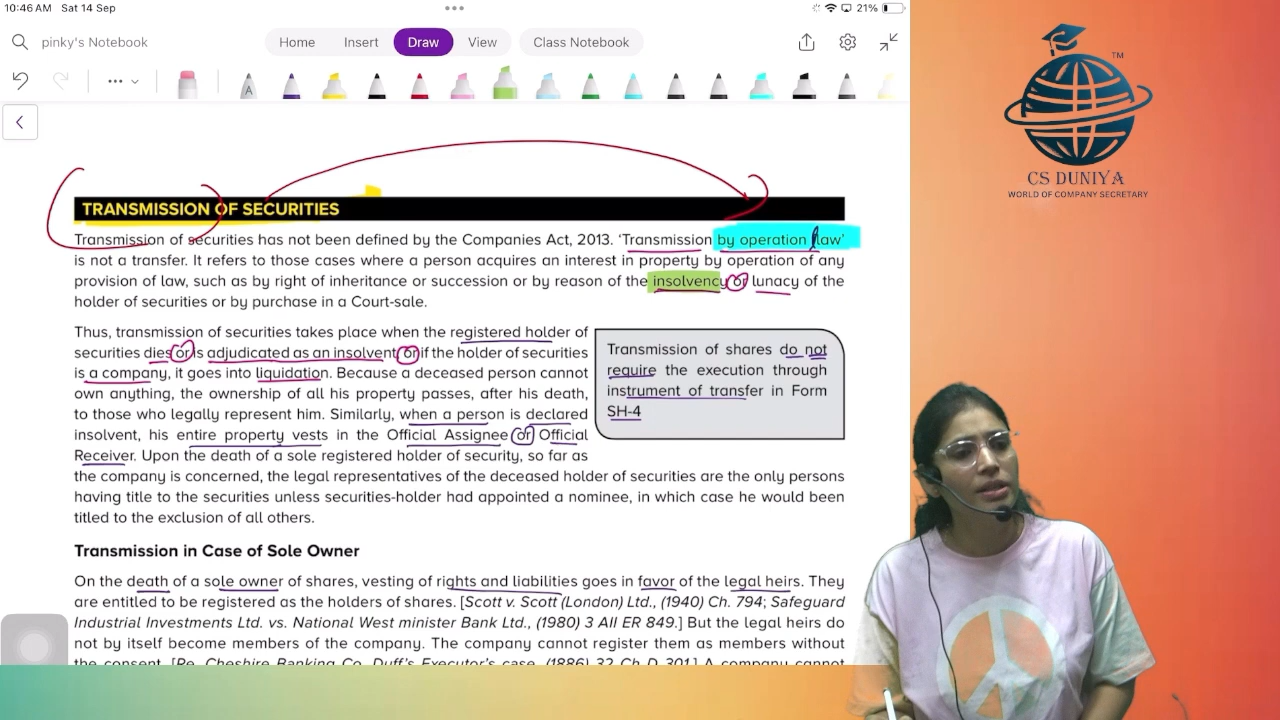 10:46 AM Sat 14 Sep
21%
pinky's Notebook
Home Insert Draw View Class Notebook
A
TRANSMISSION OF SECURITIES
Transmission of securities has not been defined by the Companies Act, 2013. 'Transmission by operation law'
is not a transfer. It refers to those cases where a person acquires an interest in property by operation of any
provision of law, such as by right of inheritance or succession or by reason of the insolvency or lunacy of the
holder of securities or by purchase in a Court-sale.
Thus, transmission of securities takes place when the registered holder of
securities dies or is adjudicated as an insolvent or if the holder of securities
is a company, it goes into liquidation. Because a deceased person cannot
own anything, the ownership of all his property passes, after his death,
to those who legally represent him. Similarly, when a person is declared
insolvent, his entire property vests in the Official Assignee or Official
Receiver. Upon the death of a sole registered holder of security, so far as
the company is concerned, the legal representatives of the deceased holder of securities are the only persons
having title to the securities unless securities-holder had appointed a nominee, in which case he would been
titled to the exclusion of all others.
Transmission of shares do not
require the execution through
instrument of transfer in Form
SH-4
Transmission in Case of Sole Owner
On the death of a sole owner of shares, vesting of rights and liabilities goes in favor of the legal heirs. They
are entitled to be registered as the holders of shares. [Scott v. Scott (London) Ltd., (1940) Ch. 794; Safeguard
Industrial Investments Ltd. vs. National West minister Bank Ltd., (1980) 3 All ER 849.] But the legal heirs do
not by itself become members of the company. The company cannot register them as members without
the consent. [Re. Cheshire Banking Co. Duff's Executor's case, (1886) 32 Ch D 301.] A company cannot
TM
CS DUNIYA
WORLD OF COMPANY SECRETARY